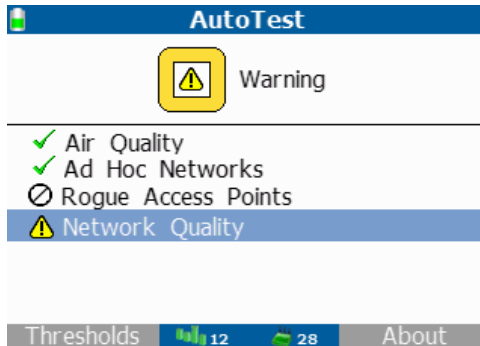 AutoTest
Warning
Air Quality
Ad Hoc Networks
Rogue Access Points
Network Quality
Thresholds 12 28 About